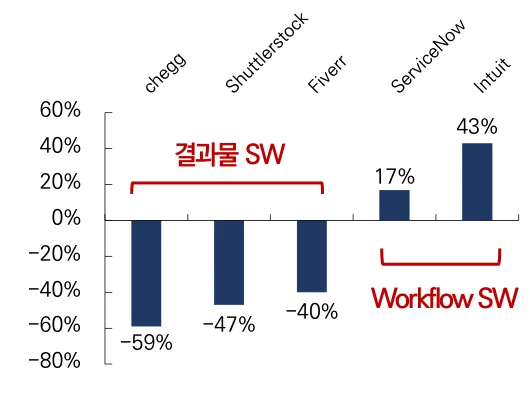 chegg
Shuttlerstock
Fiverr
ServiceNow
Intuit
60%
40%
20%
0%
-20%
-40%
-60%
-80%
결과물 SW
17%
43%
-59%
-47%
-40%
Workflow SW